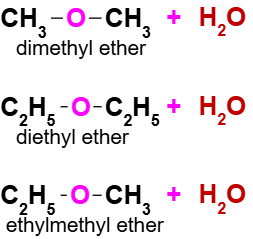 CH₃–O–CH₃ + H₂O
dimethyl ether
C₂H₅-O-C₂H₅ + H₂O
diethyl ether
C₂H₅-O-CH₃ + H₂O
ethylmethyl ether